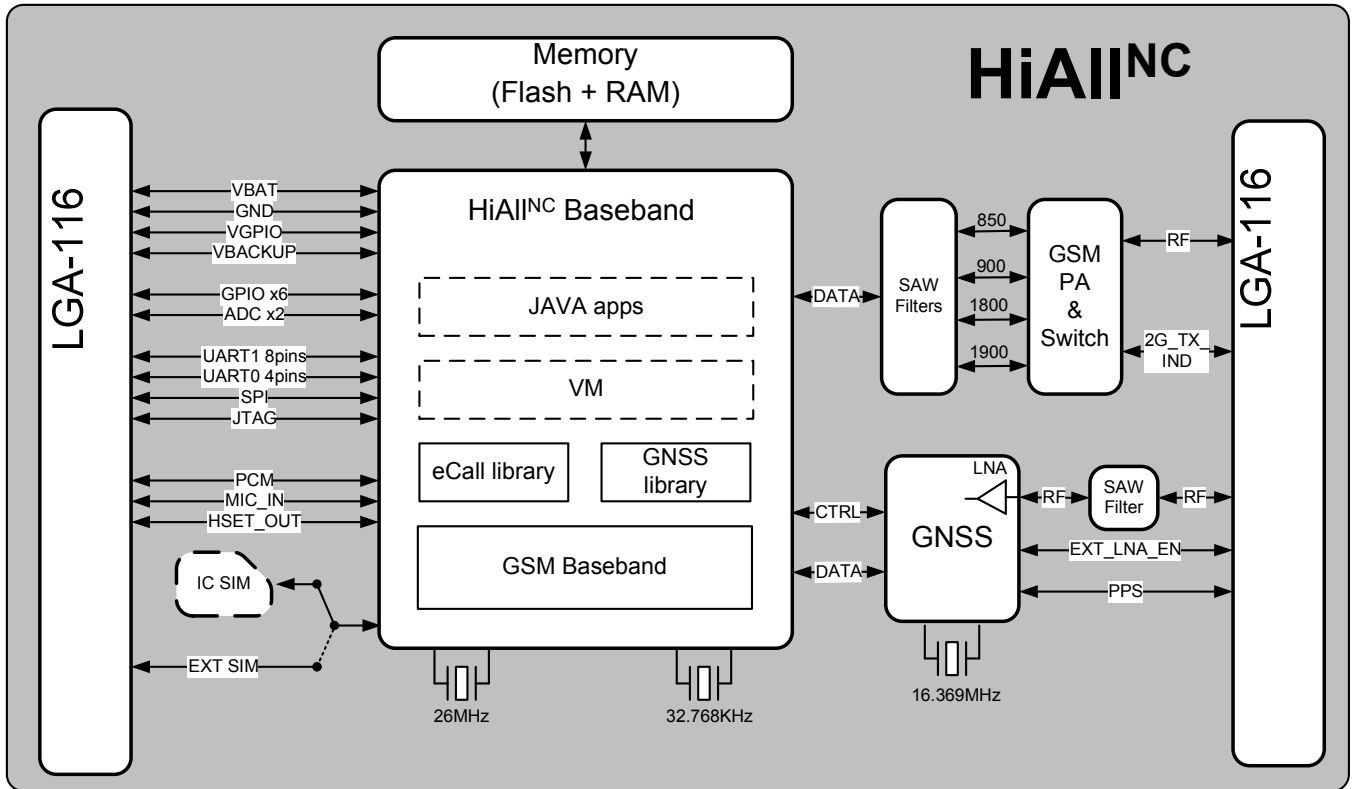 Memory
(Flash + RAM)
HiAllNC
LGA-116
VBAT
GND
VGPIO
VBACKUP
GPIO x6
ADC x2
UART1 8pins
UART0 4pins
SPI
JTAG
PCM
MIC_IN
HSET_OUT
IC SIM
EXT SIM
HiAllNC Baseband
JAVA apps
VM
eCall library
GNSS
library
GSM Baseband
26MHz
32.768KHz
DATA
SAW
Filters
850
900
1800
1900
GSM
PA
&
Switch
RF
2G_TX_
IND
CTRL
DATA
LNA
GNSS
RF
SAW
Filter
RF
EXT_LNA_EN
PPS
16.369MHz
LGA-116